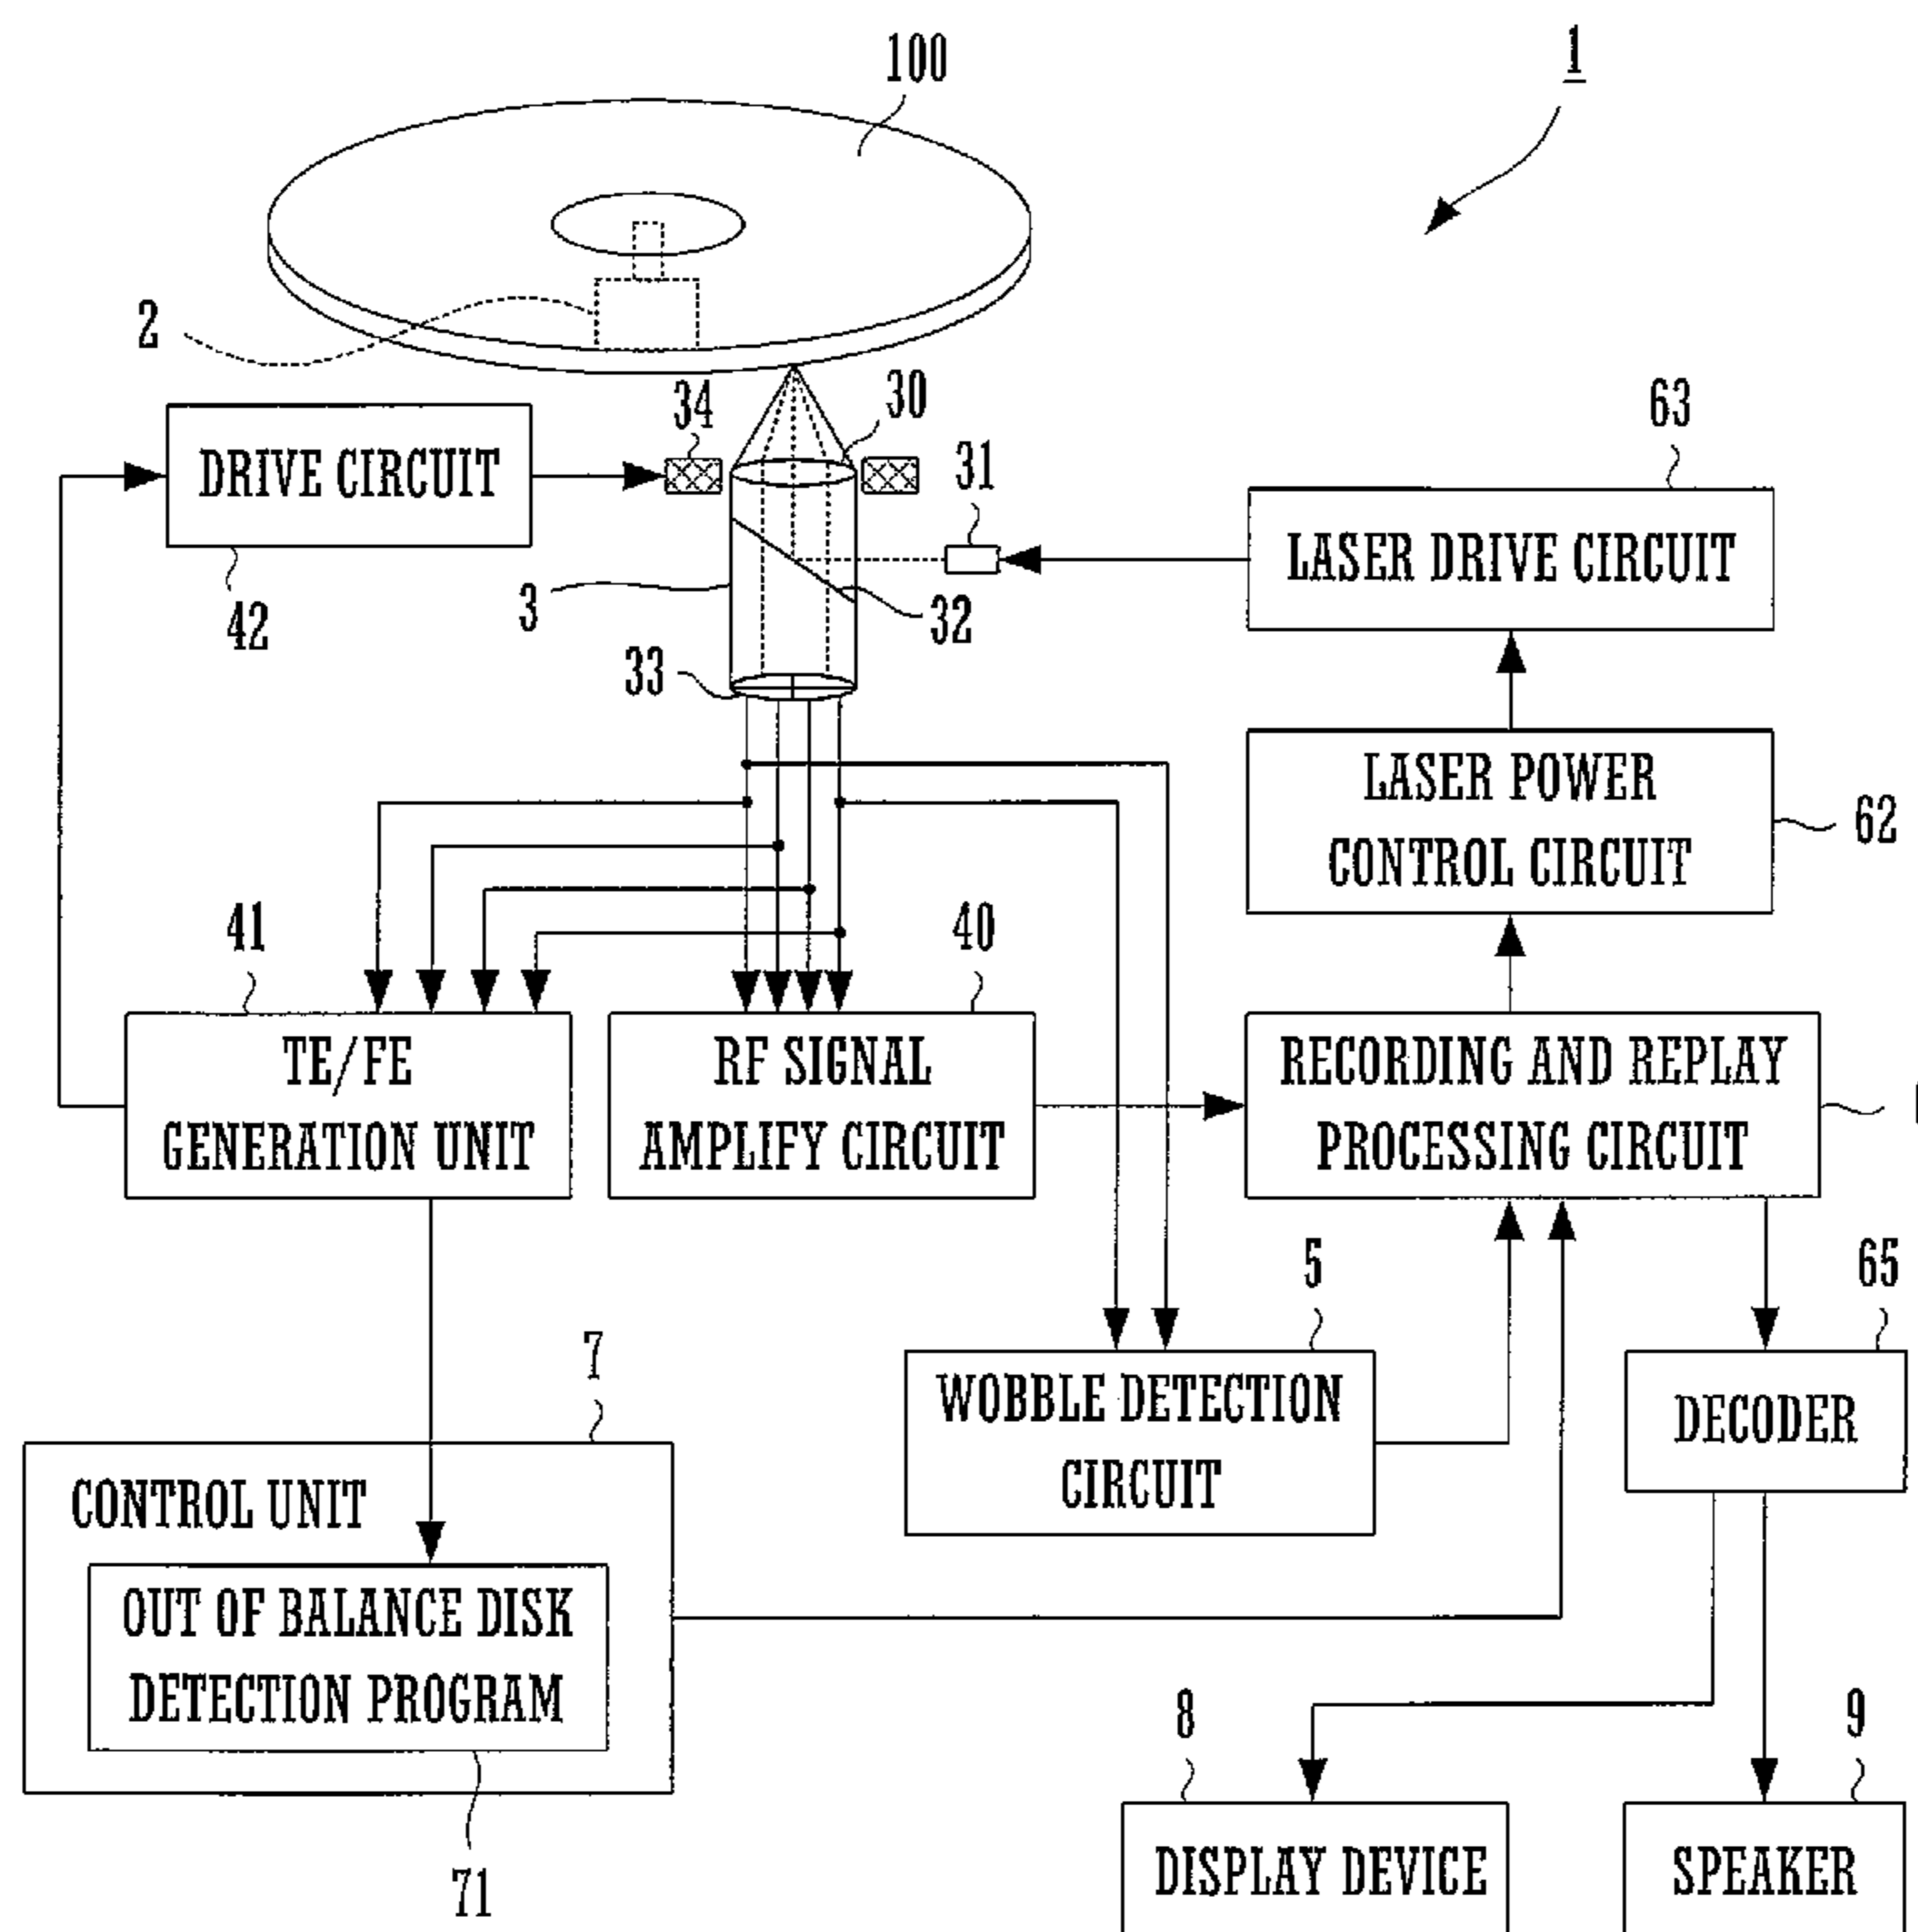 100
1
2
34
30
63
DRIVE CIRCUIT
31
LASER DRIVE CIRCUIT
3
32
42
33
LASER POWER
CONTROL CIRCUIT
62
41
40
TE/FE
GENERATION UNIT
RF SIGNAL
AMPLIFY CIRCUIT
RECORDING AND REPLAY
PROCESSING CIRCUIT
5
65
7
WOBBLE DETECTION
CIRCUIT
DECODER
CONTROL UNIT
OUT OF BALANCE DISK
DETECTION PROGRAM
8
9
71
DISPLAY DEVICE
SPEAKER